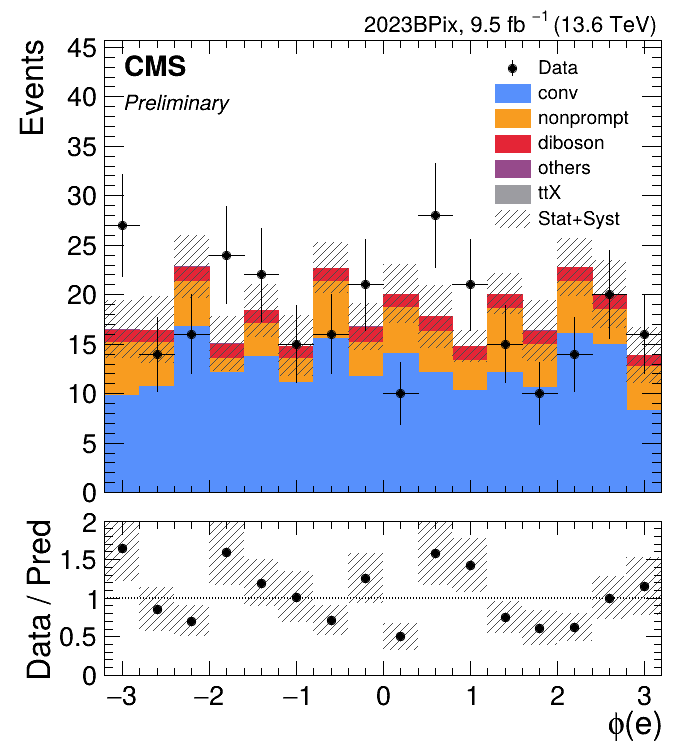 2023BPix, 9.5 fb⁻¹ (13.6 TeV)
Events
45
40
35
30
25
20
15
10
5
0
CMS
Preliminary
Data
conv
nonprompt
diboson
others
ttX
Stat+Syst
Data / Pred
2
1.5
1
0.5
0
−3
−2
−1
0
1
2
3
ϕ(e)